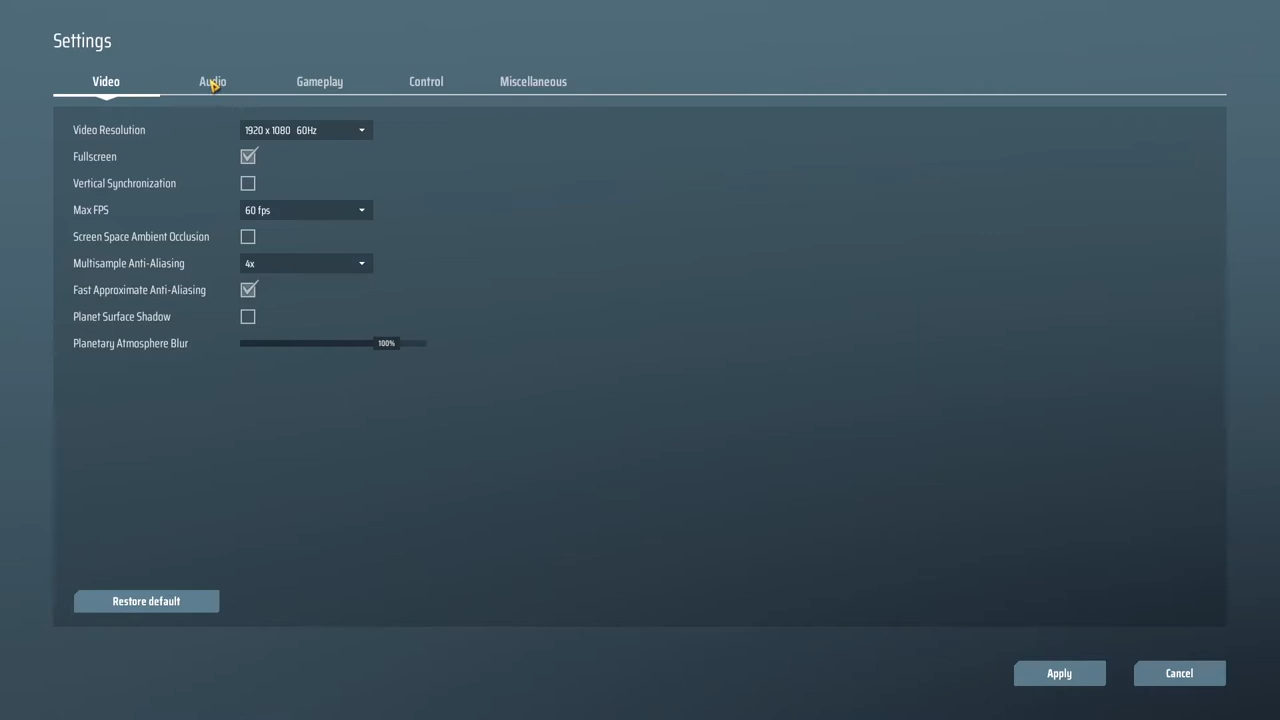 Settings
Video Audio Gameplay Control Miscellaneous
Video Resolution 1920 x 1080 60Hz
Fullscreen
Vertical Synchronization
Max FPS 60 fps
Screen Space Ambient Occlusion
Multisample Anti-Aliasing 4x
Fast Approximate Anti-Aliasing
Planet Surface Shadow
Planetary Atmosphere Blur 100%
Restore default
Apply Cancel